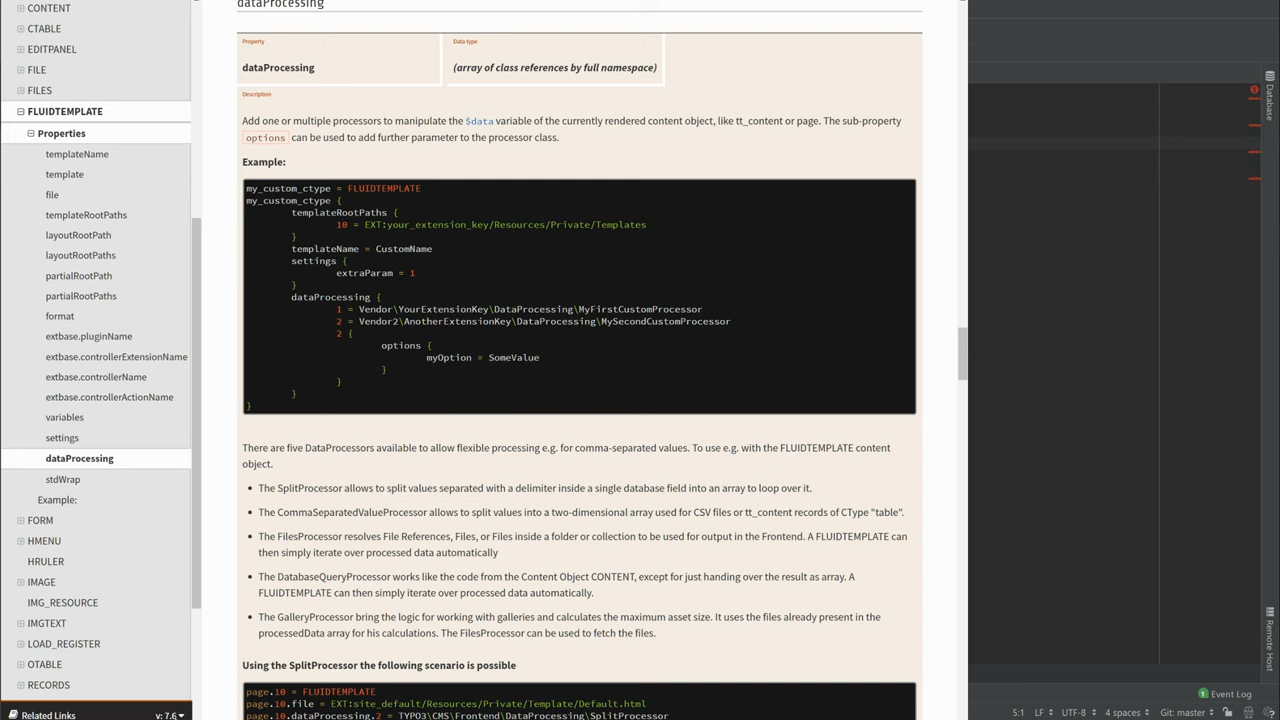 CONTENT
CTABLE
EDITPANEL
FILE
FILES
FLUIDTEMPLATE
Properties
templateName
template
file
templateRootPaths
layoutRootPath
layoutRootPaths
partialRootPath
partialRootPaths
format
extbase.pluginName
extbase.controllerExtensionName
extbase.controllerName
extbase.controllerActionName
variables
settings
dataProcessing
stdWrap
Example:
FORM
HMENU
HRULER
IMAGE
IMG_RESOURCE
IMGTEXT
LOAD_REGISTER
OTABLE
RECORDS
Related Links
v: 7.6
dataProcessing
Property
Data type
dataProcessing
(array of class references by full namespace)
Description
Add one or multiple processors to manipulate the $data variable of the currently rendered content object, like tt_content or page. The sub-property
options can be used to add further parameter to the processor class.
Example:
my_custom_ctype = FLUIDTEMPLATE
my_custom_ctype {
templateRootPaths {
10 = EXT:your_extension_key/Resources/Private/Templates
}
templateName = CustomName
settings {
extraParam = 1
}
dataProcessing {
1 = Vendor\YourExtensionKey\DataProcessing\MyFirstCustomProcessor
2 = Vendor2\AnotherExtensionKey\DataProcessing\MySecondCustomProcessor
2 {
options {
myOption = SomeValue
}
}
}
}
There are five DataProcessors available to allow flexible processing e.g. for comma-separated values. To use e.g. with the FLUIDTEMPLATE content
object.
• The SplitProcessor allows to split values separated with a delimiter inside a single database field into an array to loop over it.
• The CommaSeparatedValueProcessor allows to split values into a two-dimensional array used for CSV files or tt_content records of CType "table".
• The FilesProcessor resolves File References, Files, or Files inside a folder or collection to be used for output in the Frontend. A FLUIDTEMPLATE can
then simply iterate over processed data automatically
• The DatabaseQueryProcessor works like the code from the Content Object CONTENT, except for just handing over the result as array. A
FLUIDTEMPLATE can then simply iterate over processed data automatically.
• The GalleryProcessor bring the logic for working with galleries and calculates the maximum asset size. It uses the files already present in the
processedData array for his calculations. The FilesProcessor can be used to fetch the files.
Using the SplitProcessor the following scenario is possible
page.10 = FLUIDTEMPLATE
page.10.file = EXT:site_default/Resources/Private/Template/Default.html
page.10.dataProcessing.2 = TYPO3\CMS\Frontend\DataProcessing\SplitProcessor
Database
Remote Host
Event Log
5:1 LF UTF-8 4 spaces Git: master